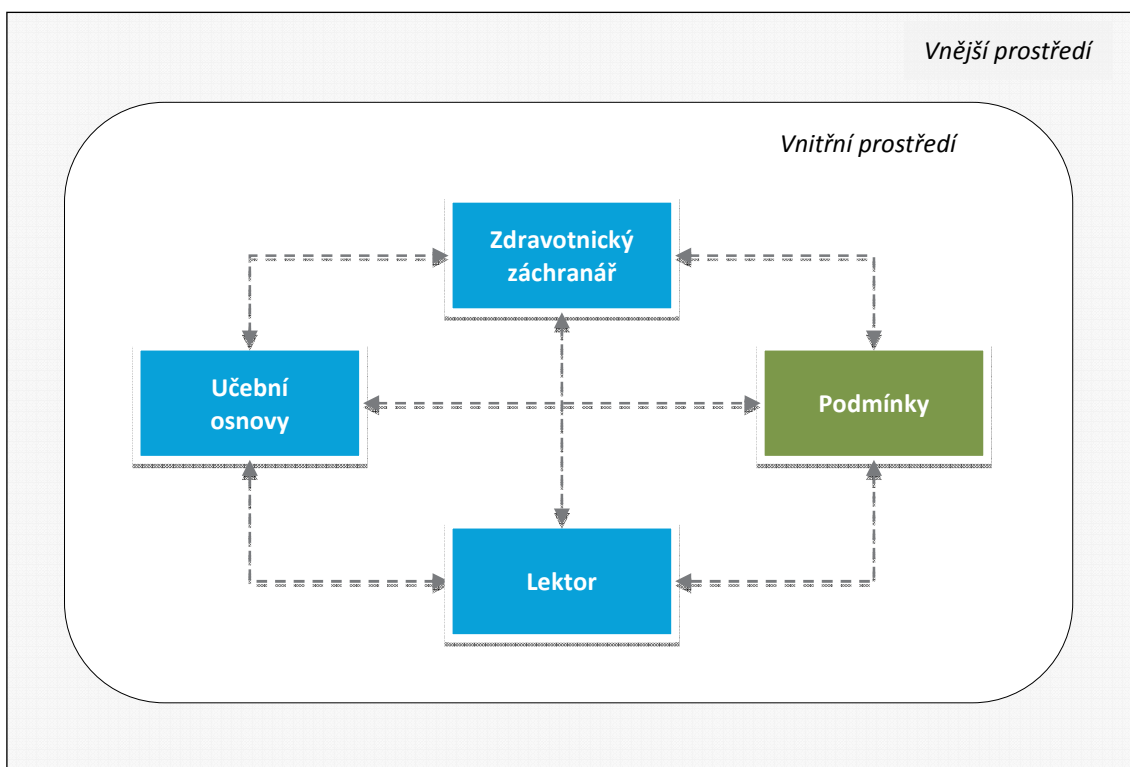 Vnější prostředí
Vnitřní prostředí
Zdravotnický
záchranář
Učební
osnovy
Podmínky
Lektor